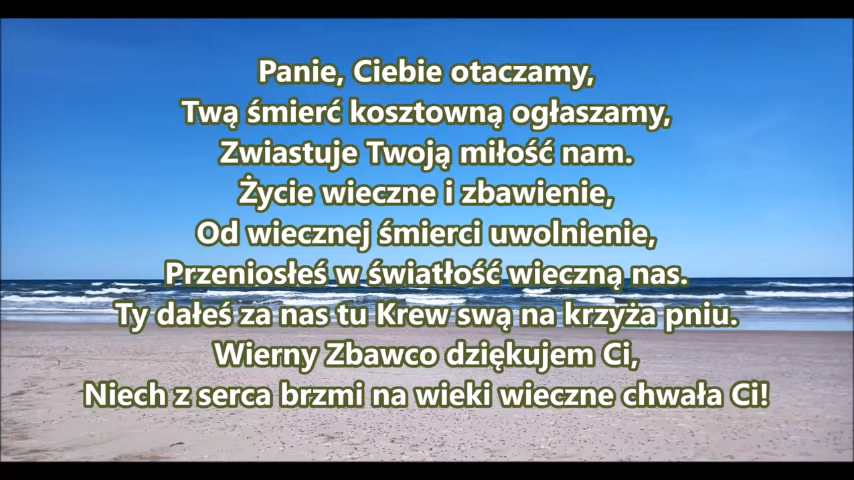 Panie, Ciebie otaczamy,
Twą śmierć kosztowną ogłaszamy,
Zwiastuje Twoją miłość nam.
Życie wieczne i zbawienie,
Od wiecznej śmierci uwolnienie,
Przeniosłeś w światłość wieczną nas.
Ty dałeś za nas tu Krew swą na krzyża pniu.
Wierny Zbawco dziękujem Ci,
Niech z serca brzmi na wieki wieczne chwała Ci!